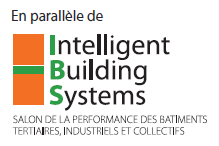 En parallèle de
Intelligent
Building
Systems
SALON DE LA PERFORMANCE DES BATIMENTS
TERTIAIRES, INDUSTRIELS ET COLLECTIFS